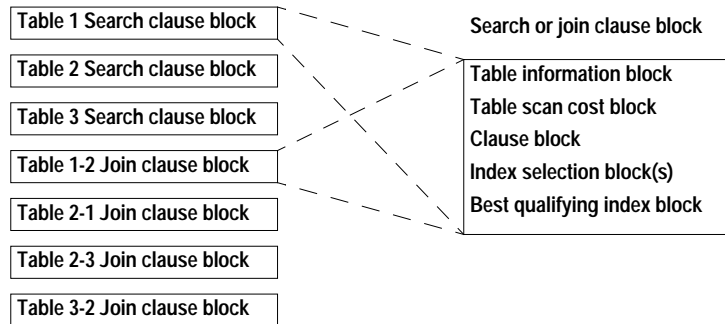 Table 1 Search clause block
Table 2 Search clause block
Table 3 Search clause block
Table 1-2 Join clause block
Table 2-1 Join clause block
Table 2-3 Join clause block
Table 3-2 Join clause block
Search or join clause block
Table information block
Table scan cost block
Clause block
Index selection block(s)
Best qualifying index block